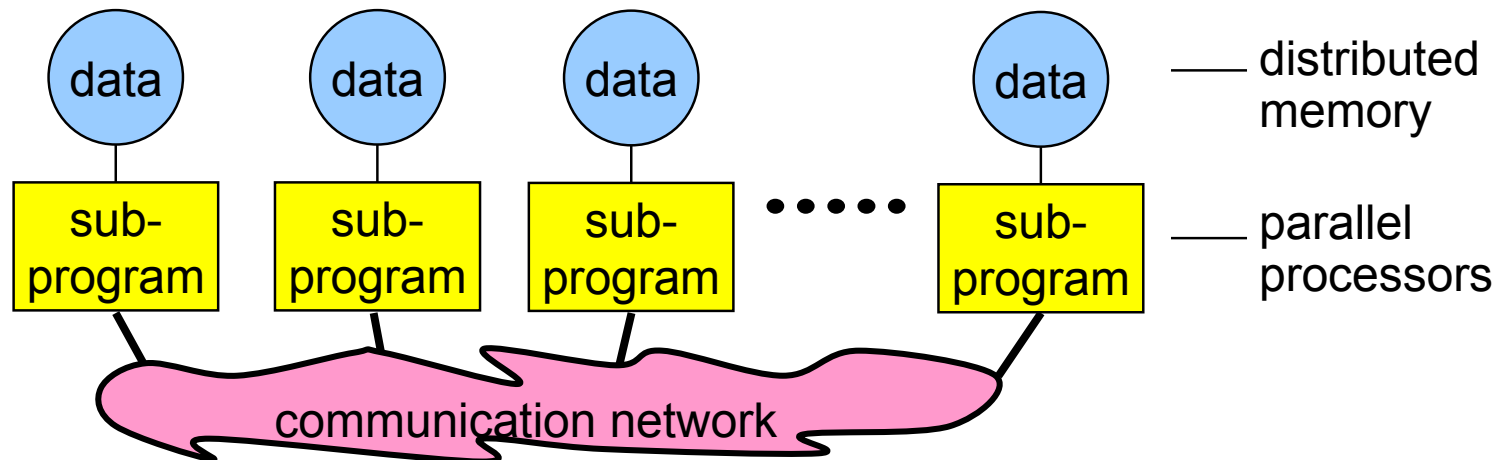 data
data
data
data
distributed
memory
sub-
program
sub-
program
sub-
program
sub-
program
parallel
processors
communication network